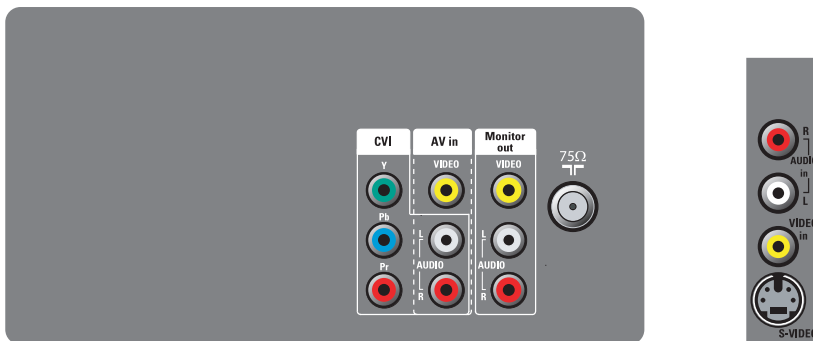 CVI
AV in
Monitor
out
75Ω
Y
VIDEO
VIDEO
Pb
Pr
L
AUDIO
R
L
AUDIO
R
R
AUDIO
in
L
VIDEO
in
S-VIDEO